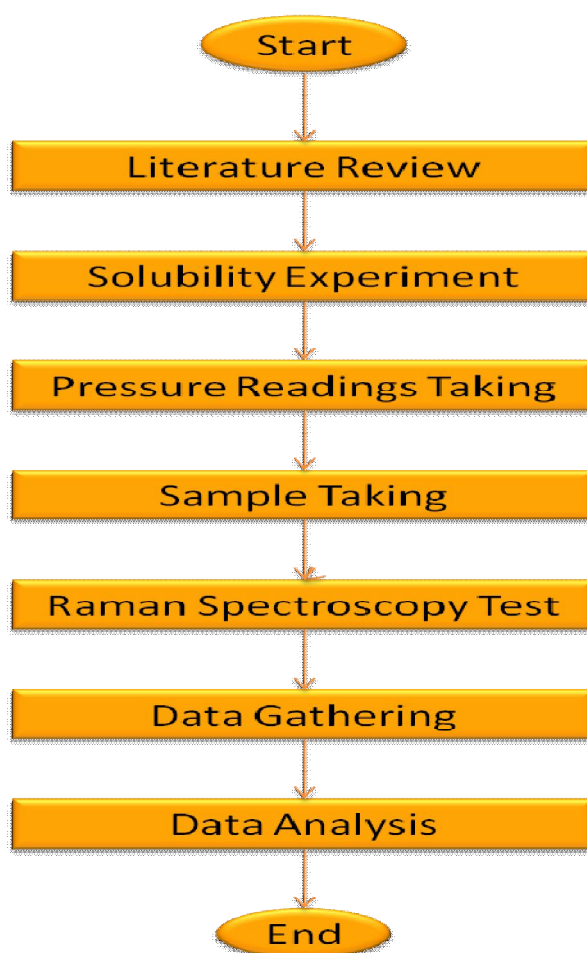 Start
Literature Review
Solubility Experiment
Pressure Readings Taking
Sample Taking
Raman Spectroscopy Test
Data Gathering
Data Analysis
End